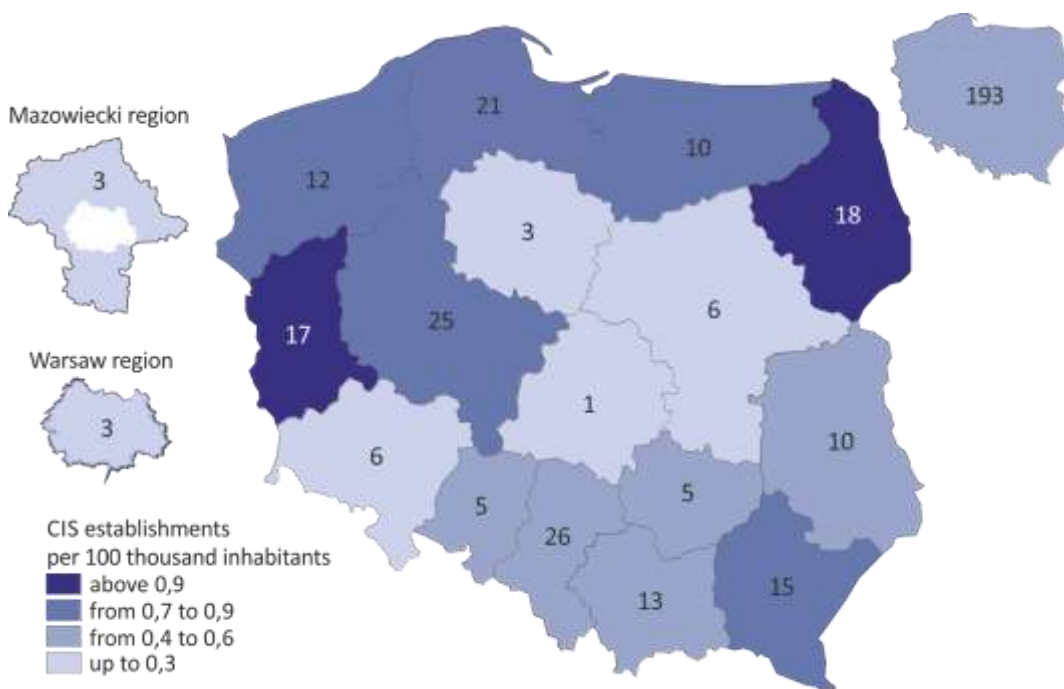 193
21
Mazowiecki region
10
3
12
18
3
6
25
17
Warsaw region
1
3
10
6
5
5
26
CIS establishments
per 100 thousand inhabitants
above 0,9
15
from 0,7 to 0,9
13
from 0,4 to 0,6
up to 0,3